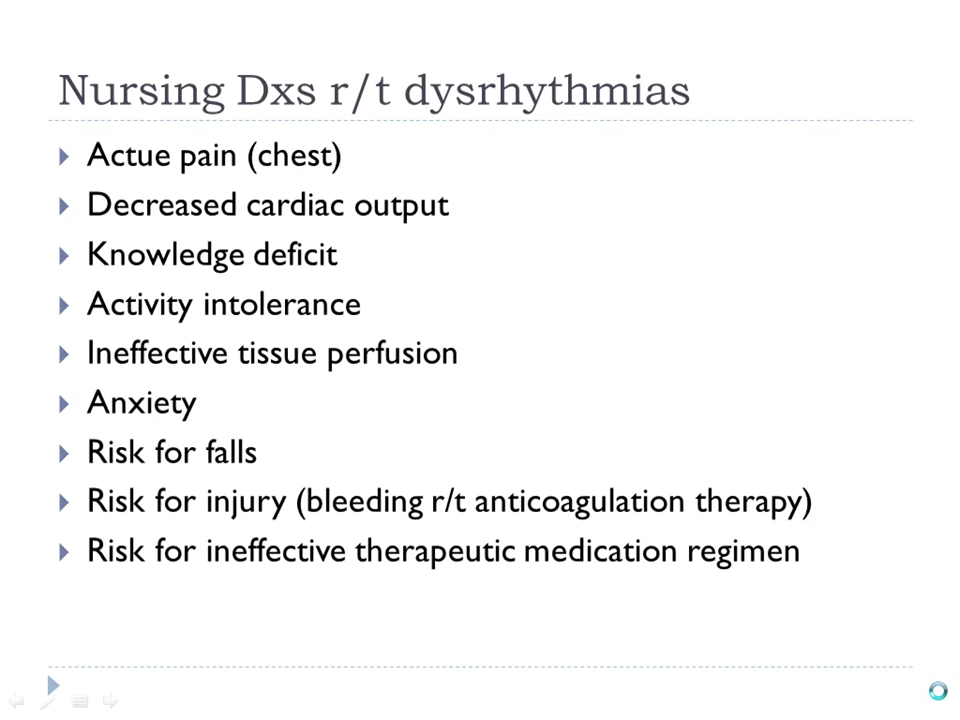 Nursing Dxs r/t dysrhythmias
Actue pain (chest)
Decreased cardiac output
Knowledge deficit
Activity intolerance
Ineffective tissue perfusion
Anxiety
Risk for falls
Risk for injury (bleeding r/t anticoagulation therapy)
Risk for ineffective therapeutic medication regimen